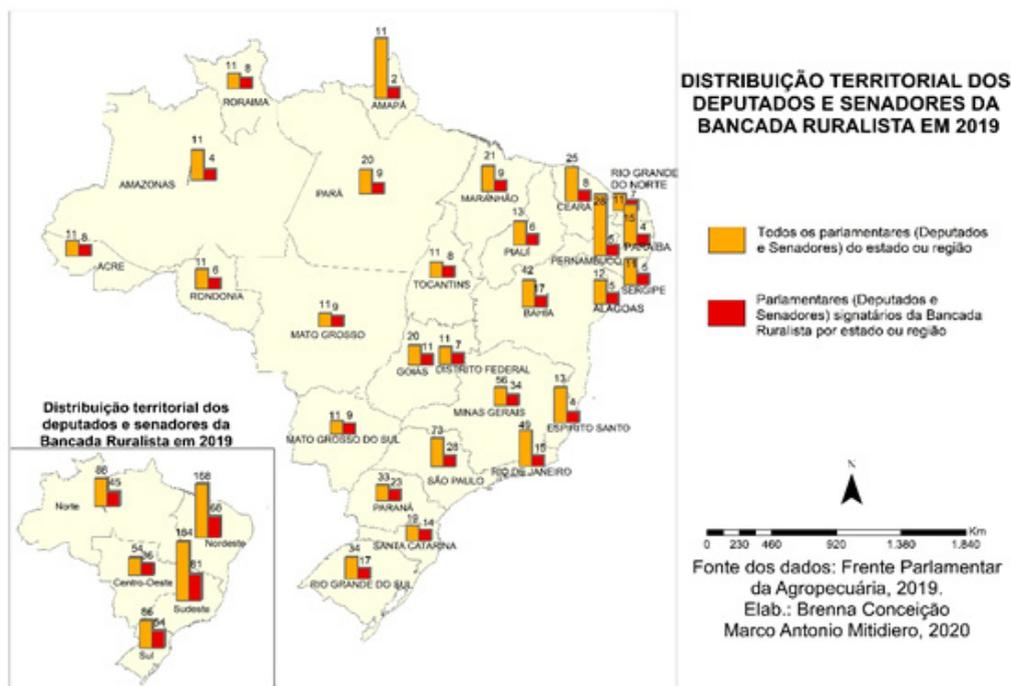 DISTRIBUIÇÃO TERRITORIAL DOS
DEPUTADOS E SENADORES DA
BANCADA RURALISTA EM 2019
Todos os parlamentares (Deputados
e Senadores) do estado ou região
Parlamentares (Deputados e
Senadores) signatários da Bancada
Ruralista por estado ou região
11 8
RORAIMA
11 2
AMAPÁ
11 4
AMAZONAS
20 9
PARÁ
21 9
MARANHÃO
25 8
CEARÁ
RIO GRANDE
DO NORTE
11 7
15 4
PARAÍBA
13 6
PIAUÍ
28
PERNAMBUCO
11 8
ACRE
11 6
RONDONIA
11 8
TOCANTINS
42 17
BAHIA
12 5
ALAGOAS
11
SERGIPE
11 9
MATO GROSSO
20 11
GOIÁS
11 7
DISTRITO FEDERAL
56 34
MINAS GERAIS
13 4
ESPIRITO SANTO
11 9
MATO GROSSO DO SUL
73 28
SÃO PAULO
49 15
RIO DE JANEIRO
33 23
PARANÁ
19 14
SANTA CATARINA
34 17
RIO GRANDE DO SUL
Distribuição territorial dos
deputados e senadores da
Bancada Ruralista em 2019
86 45
Norte
168 66
Nordeste
54 36
Centro-Oeste
184 81
Sudeste
86 54
Sul
N
Km
0 230 460 920 1.380 1.840
Fonte dos dados: Frente Parlamentar
da Agropecuária, 2019.
Elab.: Brenna Conceição
Marco Antonio Mitidiero, 2020